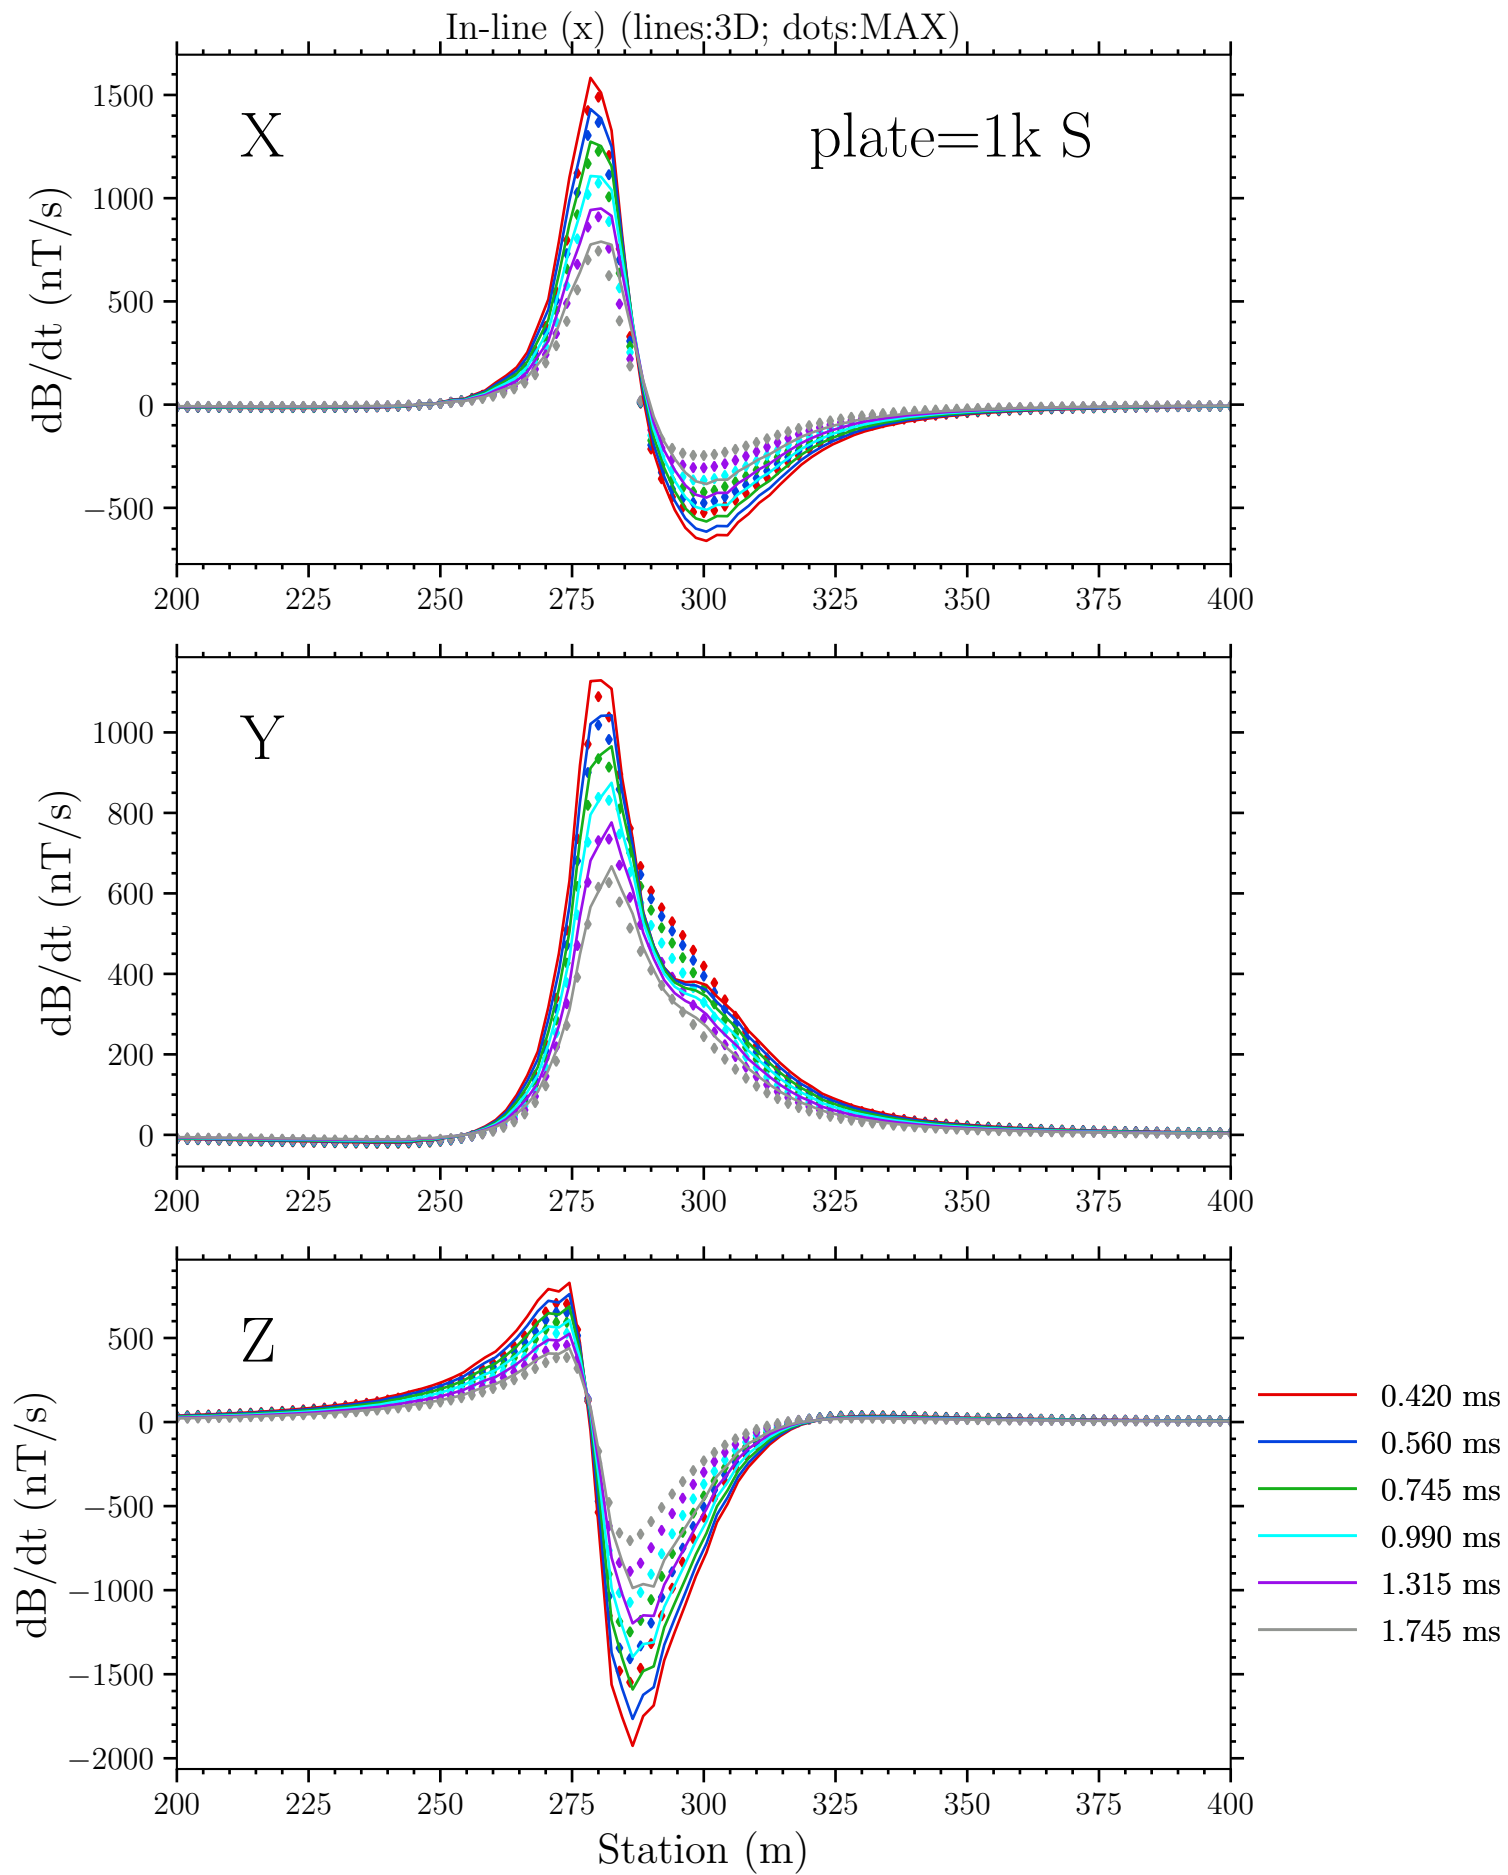 In-line (x) (lines:3D; dots:MAX)
X
plate=1k S
dB/dt (nT/s)
1500
1000
500
0
−500
200 225 250 275 300 325 350 375 400
Y
dB/dt (nT/s)
1000
800
600
400
200
0
200 225 250 275 300 325 350 375 400
Z
dB/dt (nT/s)
500
0
−500
−1000
−1500
−2000
200 225 250 275 300 325 350 375 400
Station (m)
0.420 ms
0.560 ms
0.745 ms
0.990 ms
1.315 ms
1.745 ms